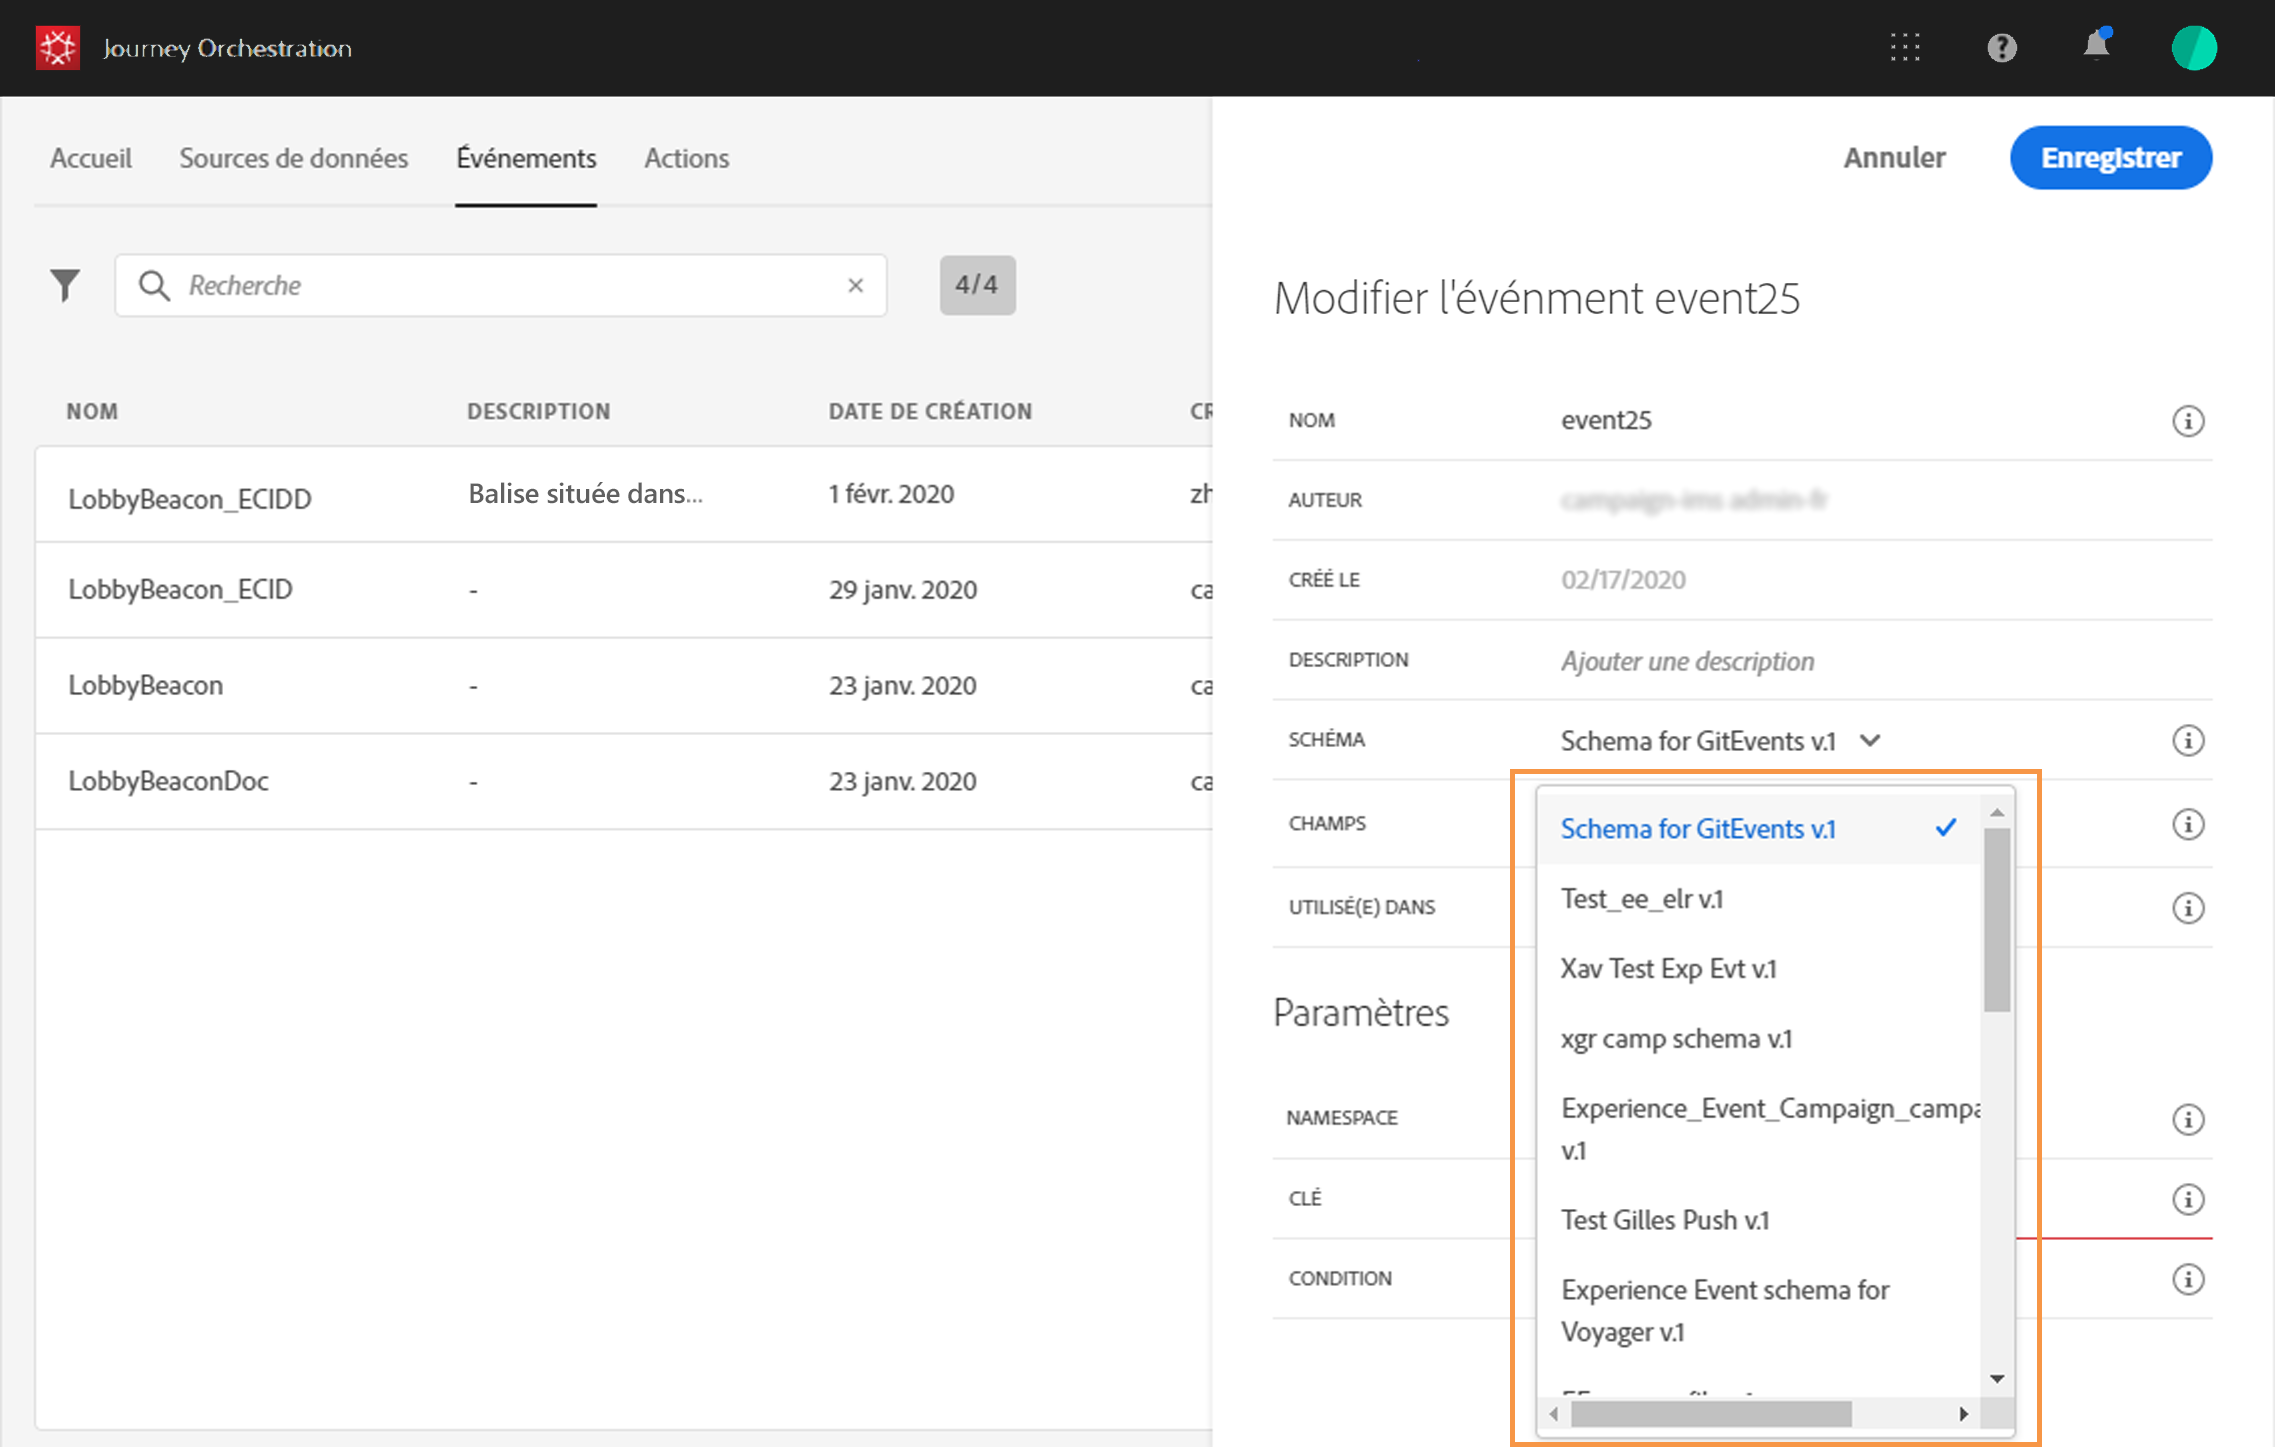 Journey Orchestration
Accueil Sources de données Événements Actions
Annuler Enregistrer
Recherche 4/4
NOM DESCRIPTION DATE DE CRÉATION CR
LobbyBeacon_ECIDD Balise située dans... 1 févr. 2020 zh
LobbyBeacon_ECID - 29 janv. 2020 ca
LobbyBeacon - 23 janv. 2020 ca
LobbyBeaconDoc - 23 janv. 2020 ca
Modifier l'événment event25
NOM event25
AUTEUR campaign-ims admin-fr
CRÉÉ LE 02/17/2020
DESCRIPTION Ajouter une description
SCHÉMA Schema for GitEvents v.1
CHAMPS
UTILISÉ(E) DANS
Paramètres
NAMESPACE
CLÉ
CONDITION
Schema for GitEvents v.1
Test_ee_elr v.1
Xav Test Exp Evt v.1
xgr camp schema v.1
Experience_Event_Campaign_campa
v.1
Test Gilles Push v.1
Experience Event schema for
Voyager v.1